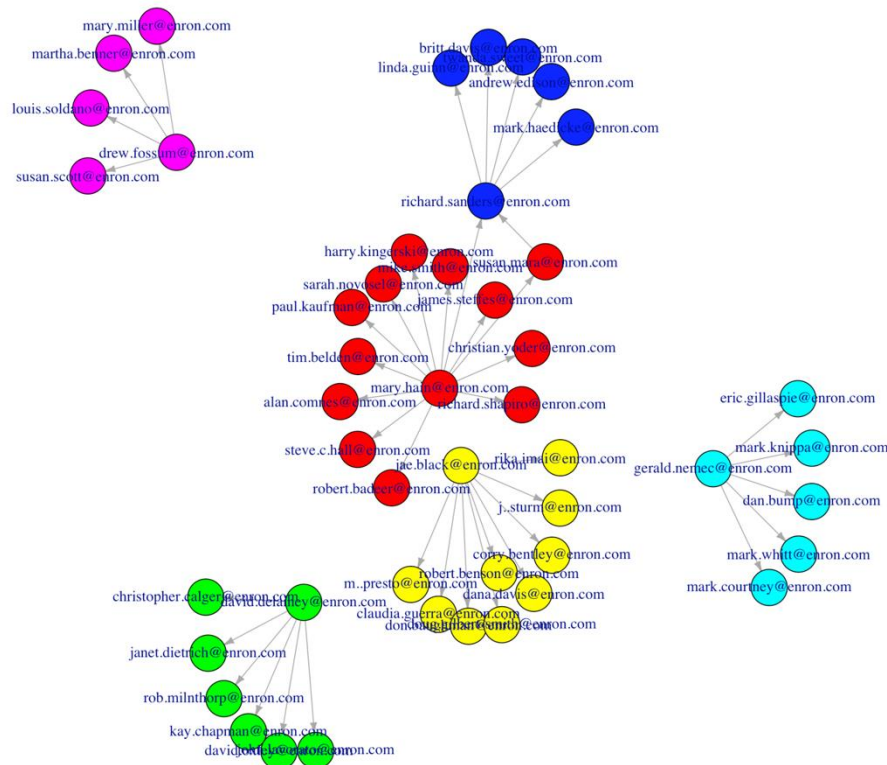 mary.miller@enron.com
martha.benner@enron.com
louis.soldano@enron.com
drew.fossum@enron.com
susan.scott@enron.com
britt.davis@enron.com
twanda.sweet@enron.com
linda.guinn@enron.com
andrew.edison@enron.com
mark.haedicke@enron.com
richard.sanders@enron.com
harry.kingerski@enron.com
mike.smith@enron.com
susan.mara@enron.com
sarah.novosel@enron.com
james.steffes@enron.com
paul.kaufman@enron.com
christian.yoder@enron.com
tim.belden@enron.com
mary.hain@enron.com
alan.comnes@enron.com
richard.shapiro@enron.com
steve.c.hall@enron.com
robert.badeer@enron.com
jae.black@enron.com
rika.imai@enron.com
j..sturm@enron.com
corry.bentley@enron.com
robert.benson@enron.com
m..presto@enron.com
dana.davis@enron.com
claudia.guerra@enron.com
eric.gillaspie@enron.com
mark.knippa@enron.com
gerald.nemec@enron.com
dan.bump@enron.com
mark.whitt@enron.com
mark.courtney@enron.com
christopher.calger@enron.com
david.delainey@enron.com
janet.dietrich@enron.com
rob.milnthorp@enron.com
kay.chapman@enron.com